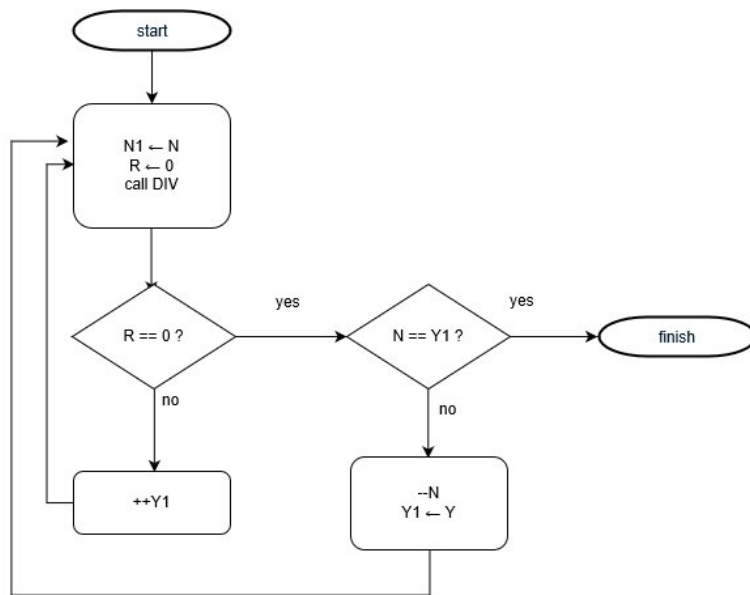 start
N1 ← N
R ← 0
call DIV
R == 0 ?
yes
N == Y1 ?
yes
finish
no
++Y1
no
--N
Y1 ← Y